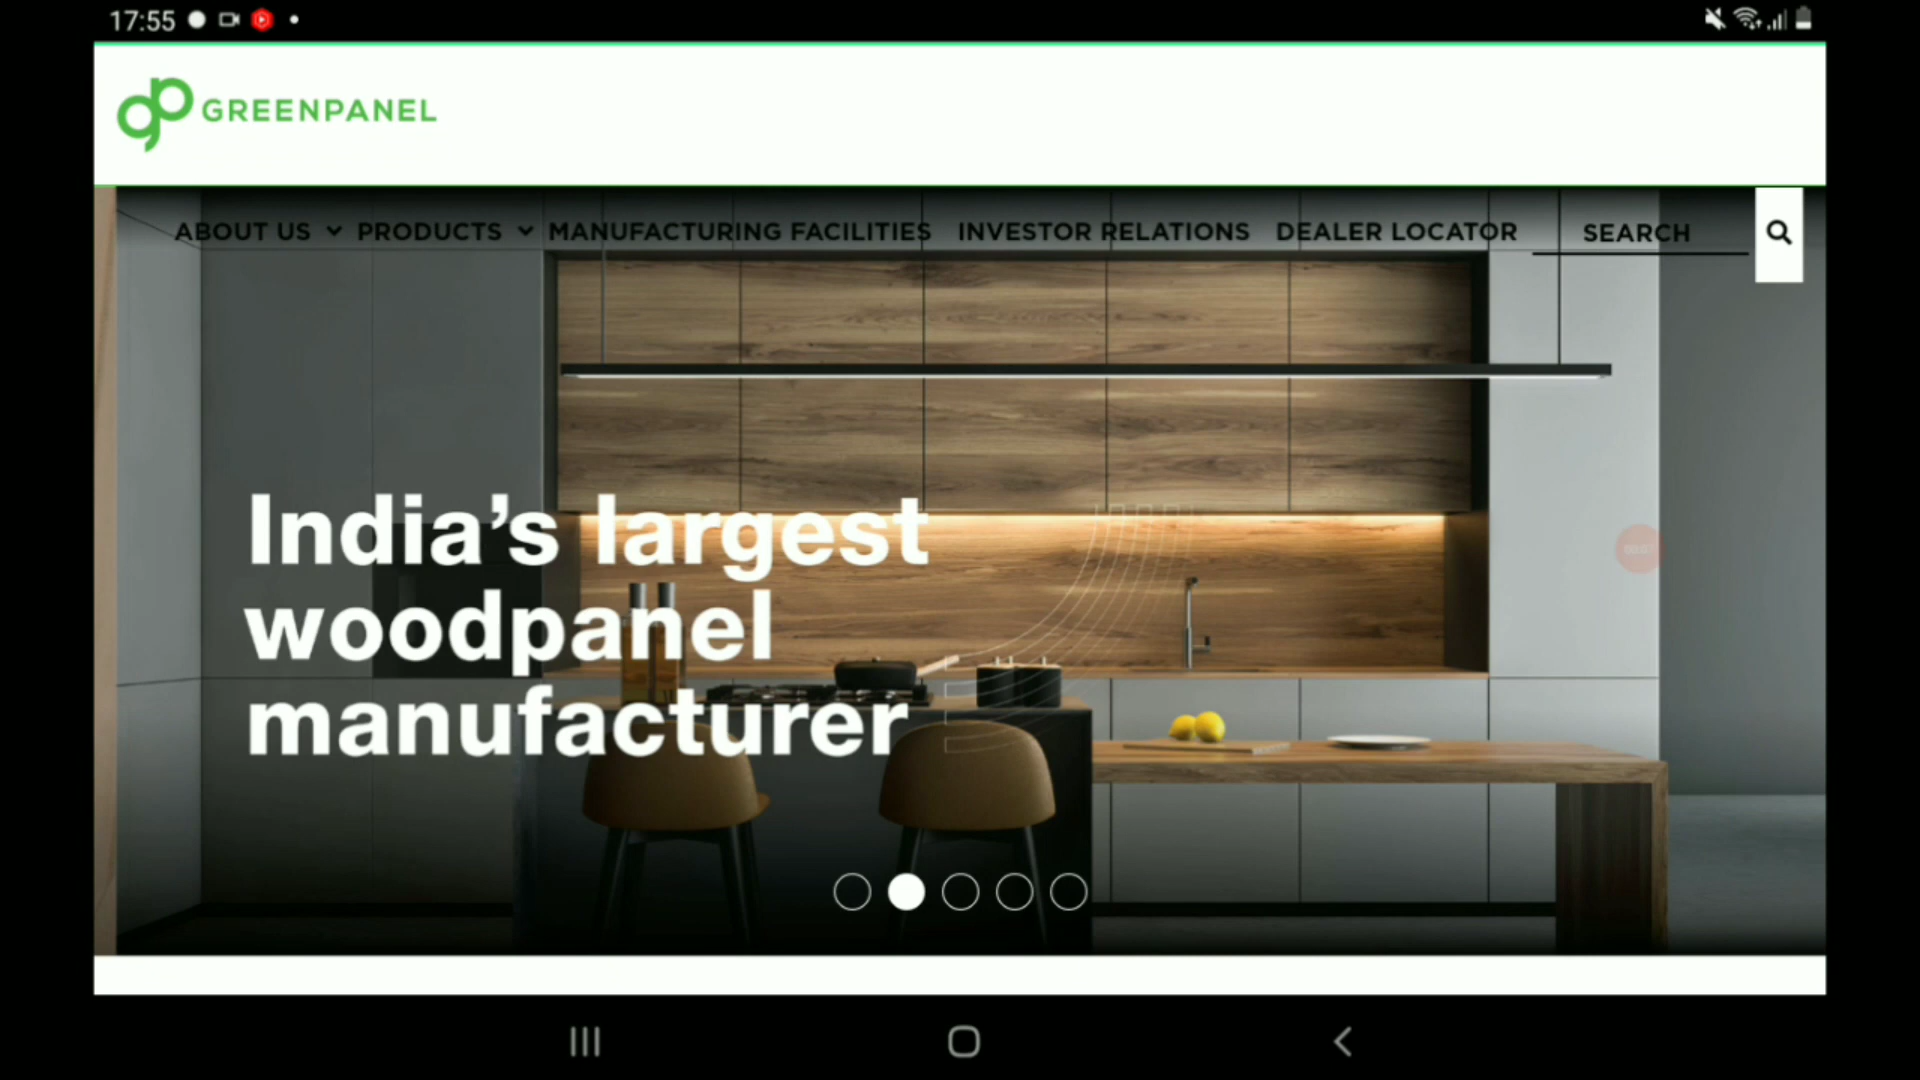 17:55
GREENPANEL
ABOUT US PRODUCTS MANUFACTURING FACILITIES INVESTOR RELATIONS DEALER LOCATOR SEARCH
India’s largest
woodpanel
manufacturer